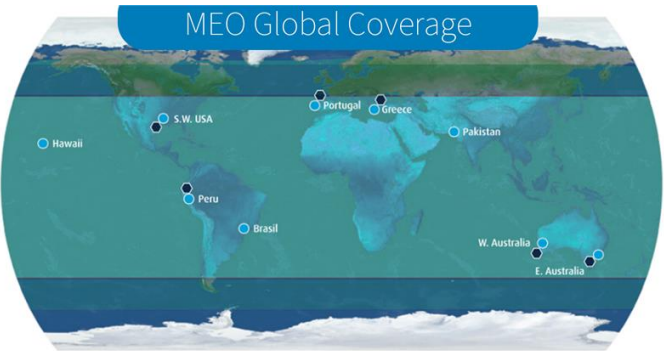 MEO Global Coverage
Portugal
Greece
S.W. USA
Pakistan
Hawaii
Peru
Brasil
W. Australia
E. Australia